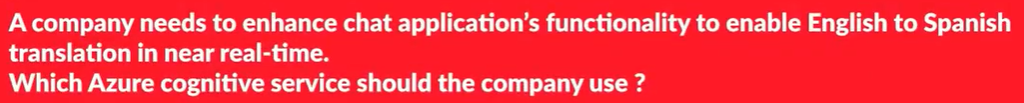 A company needs to enhance chat application’s functionality to enable English to Spanish
translation in near real-time.
Which Azure cognitive service should the company use ?